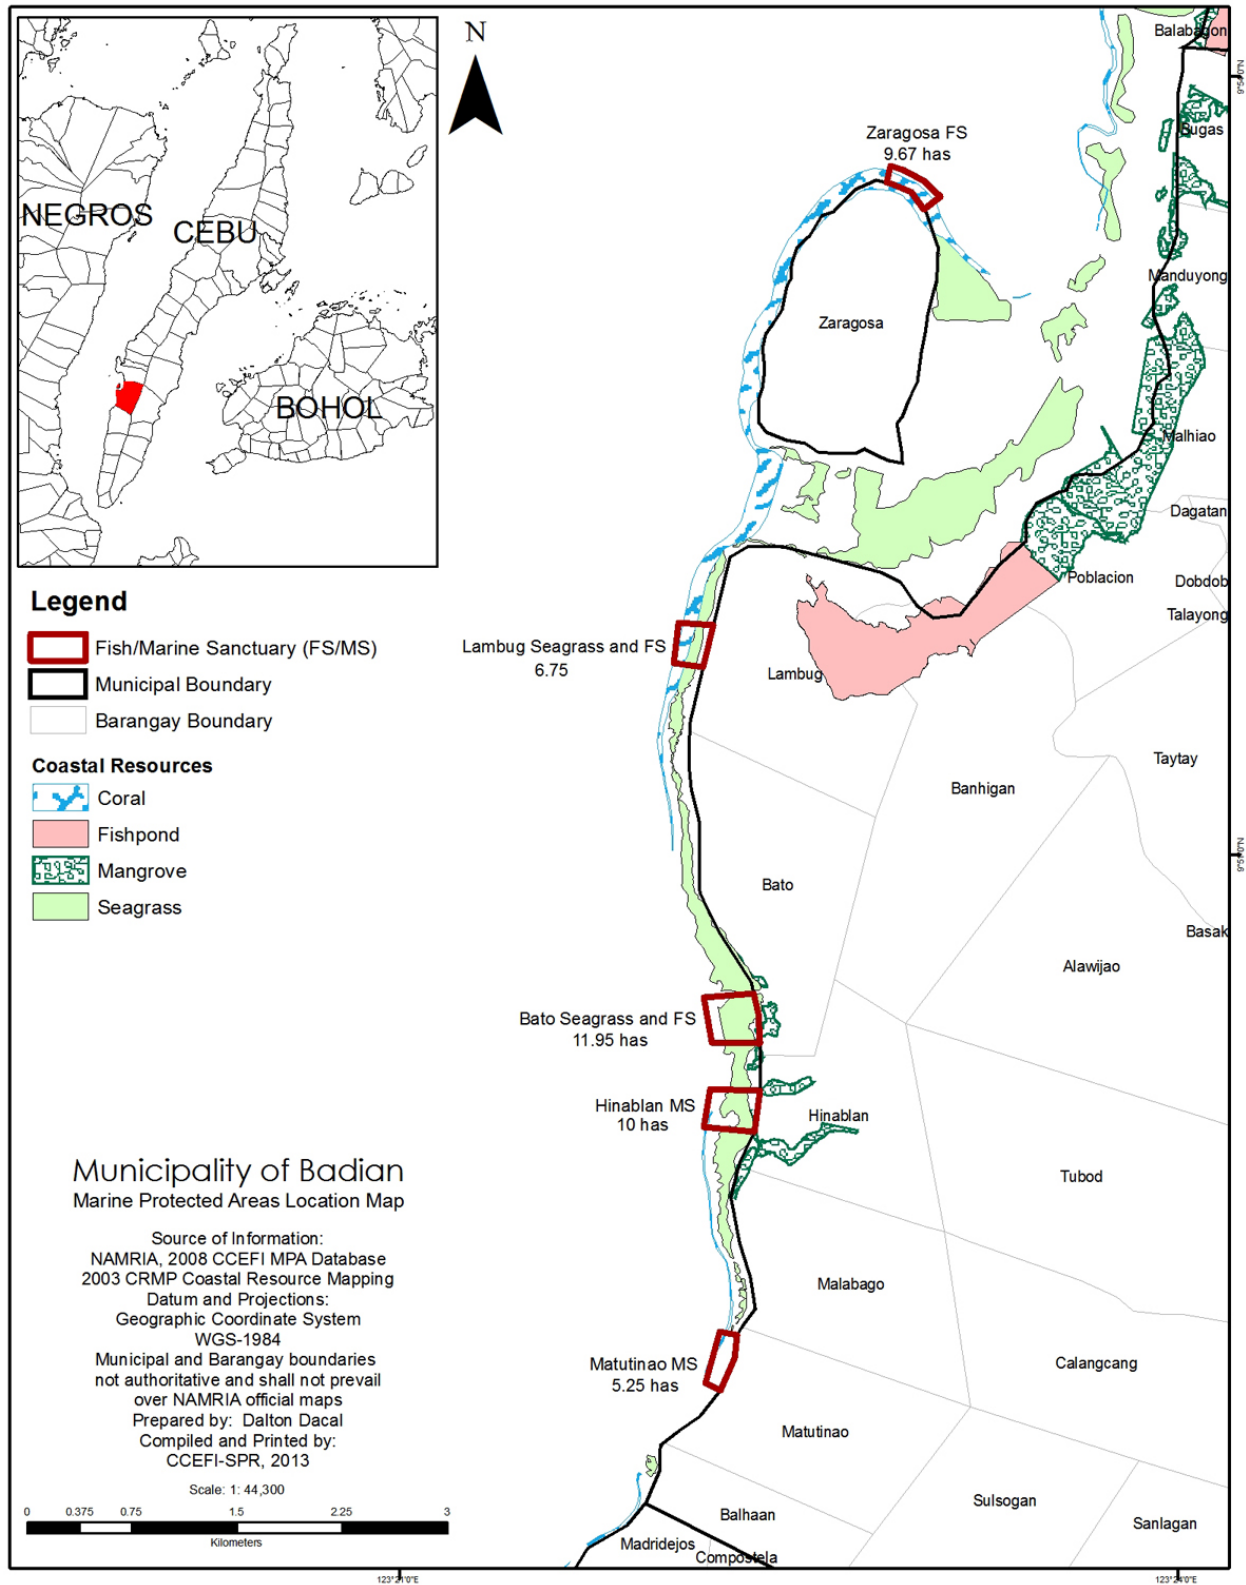 NEGROS
CEBU
BOHOL
N
Balabagon
Bugas
Zaragosa FS
9.67 has
Manduyong
Zaragosa
Malhiao
Dagatan
Poblacion
Dobdob
Talayong
Lambug Seagrass and FS
6.75
Lambug
Taytay
Banhigan
Bato
Basak
Alawijao
Bato Seagrass and FS
11.95 has
Hinablan MS
10 has
Hinablan
Tubod
Malabago
Matutinao MS
5.25 has
Calangcang
Matutinao
Sulsogan
Balhaan
Sanlagan
Madridejos
Compostela
Legend
Fish/Marine Sanctuary (FS/MS)
Municipal Boundary
Barangay Boundary
Coastal Resources
Coral
Fishpond
Mangrove
Seagrass
Municipality of Badian
Marine Protected Areas Location Map
Source of Information:
NAMRIA, 2008 CCEFI MPA Database
2003 CRMP Coastal Resource Mapping
Datum and Projections:
Geographic Coordinate System
WGS-1984
Municipal and Barangay boundaries
not authoritative and shall not prevail
over NAMRIA official maps
Prepared by: Dalton Dacal
Compiled and Printed by:
CCEFI-SPR, 2013
Scale: 1: 44,300
0 0.375 0.75 1.5 2.25 3
Kilometers